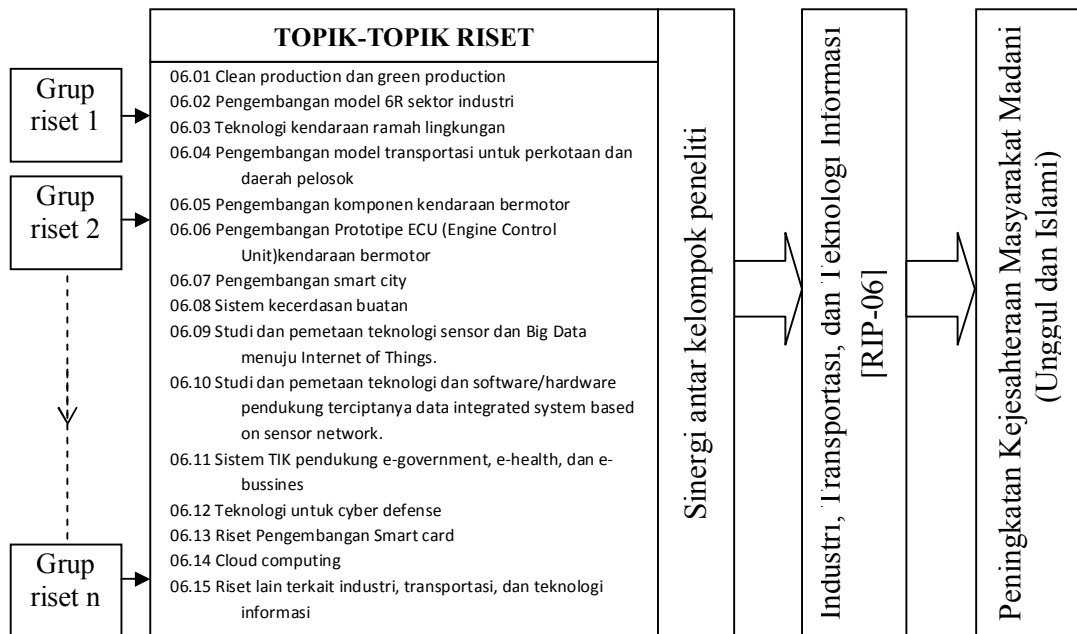 TOPIK-TOPIK RISET
Grup
riset 1
Grup
riset 2
Grup
riset n
06.01 Clean production dan green production
06.02 Pengembangan model 6R sektor industri
06.03 Teknologi kendaraan ramah lingkungan
06.04 Pengembangan model transportasi untuk perkotaan dan
daerah pelosok
06.05 Pengembangan komponen kendaraan bermotor
06.06 Pengembangan Prototipe ECU (Engine Control
Unit)kendaraan bermotor
06.07 Pengembangan smart city
06.08 Sistem kecerdasan buatan
06.09 Studi dan pemetaan teknologi sensor dan Big Data
menuju Internet of Things.
06.10 Studi dan pemetaan teknologi dan software/hardware
pendukung terciptanya data integrated system based
on sensor network.
06.11 Sistem TIK pendukung e-government, e-health, dan e-
bussines
06.12 Teknologi untuk cyber defense
06.13 Riset Pengembangan Smart card
06.14 Cloud computing
06.15 Riset lain terkait industri, transportasi, dan teknologi
informasi
Sinergi antar kelompok peneliti
Industri, Transportasi, dan Teknologi Informasi
[RIP-06]
Peningkatan Kejesahteraan Masyarakat Madani
(Unggul dan Islami)